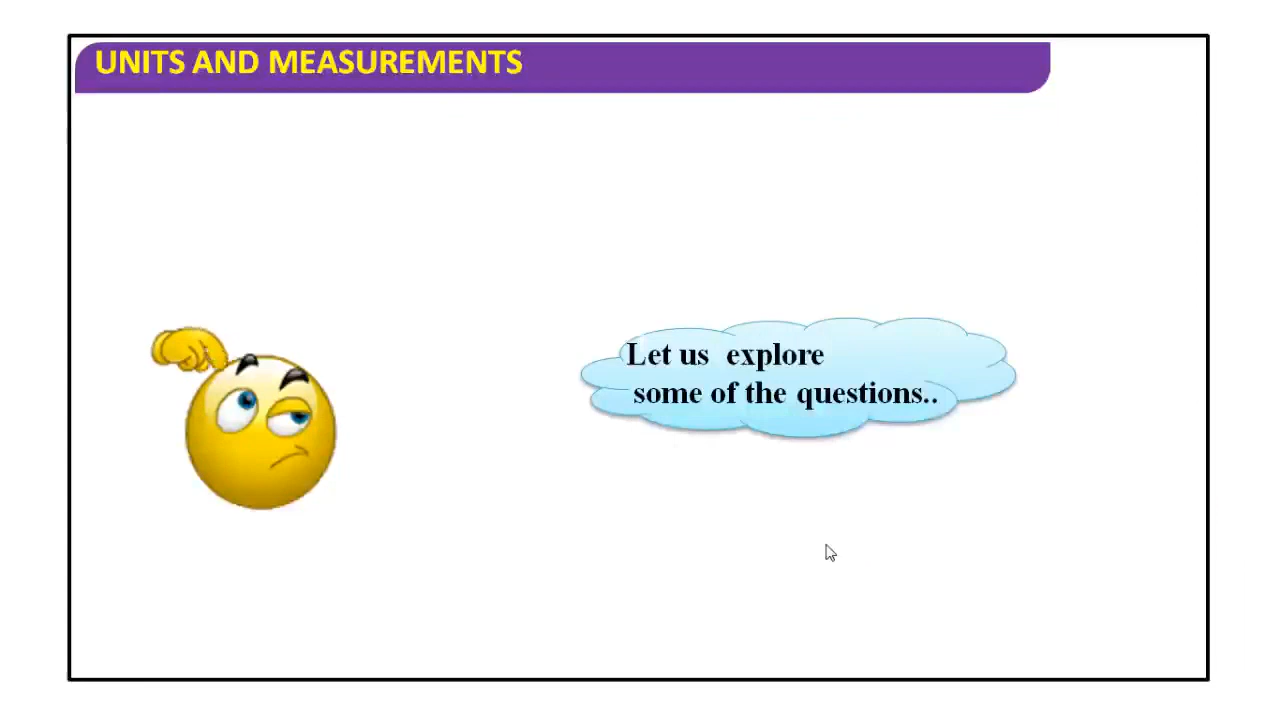 UNITS AND MEASUREMENTS
Let us explore
some of the questions..